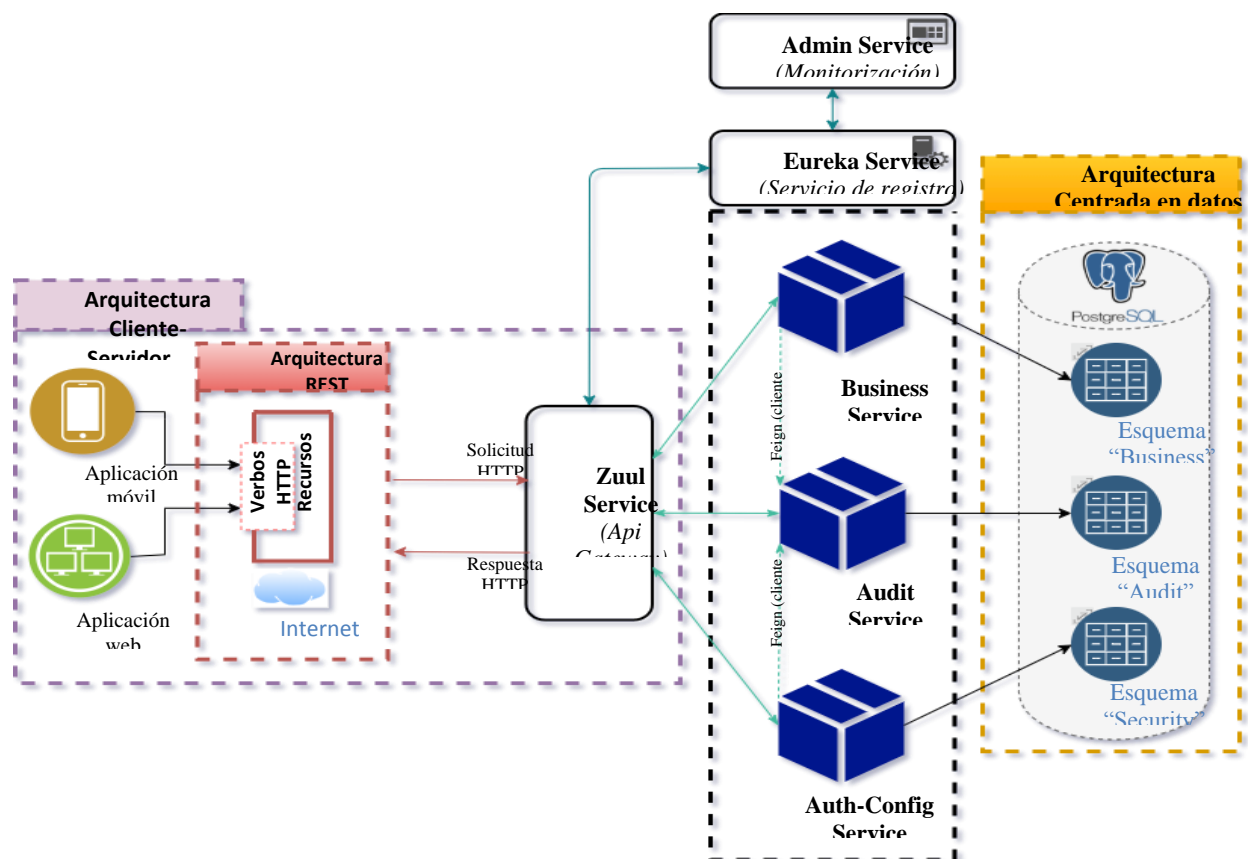 Admin Service
(Monitorización)
Eureka Service
(Servicio de registro)
Arquitectura
Centrada en datos
PostgreSQL
Arquitectura
Cliente-
Servidor
Arquitectura
REST
Aplicación
móvil
Verbos
HTTP
Recursos
Internet
Aplicación
web
Solicitud
HTTP
Respuesta
HTTP
Zuul
Service
(Api
Gateway)
Feign (cliente
Feign (cliente
Business
Service
Audit
Service
Auth-Config
Service
Esquema
“Business”
Esquema
“Audit”
Esquema
“Security”